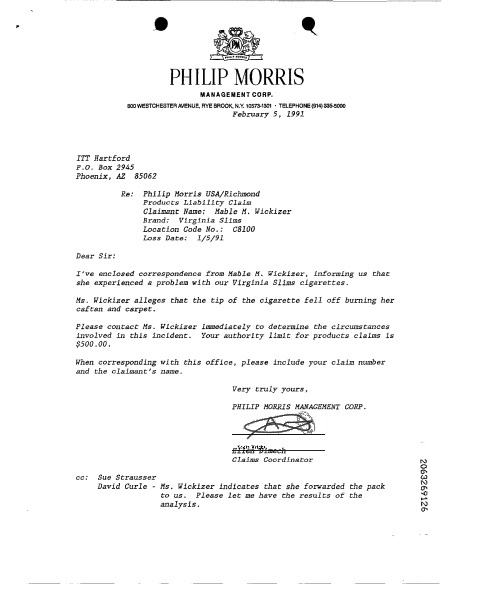 PM
PHILIP MORRIS
MANAGEMENT CORP.
800 WESTCHESTER AVENUE, RYE BROOK, N.Y. 10573-1301 · TELEPHONE (914) 335-5000
February 5, 1991
ITT Hartford
P.O. Box 2945
Phoenix, AZ 85062
Re: Philip Morris USA/Richmond
Products Liability Claim
Claimant Name: Mable M. Wickizer
Brand: Virginia Slims
Location Code No.: C8100
Loss Date: 1/5/91
Dear Sir:
I've enclosed correspondence from Mable M. Wickizer, informing us that
she experienced a problem with our Virginia Slims cigarettes.
Ms. Wickizer alleges that the tip of the cigarette fell off burning her
caftan and carpet.
Please contact Ms. Wickizer immediately to determine the circumstances
involved in this incident. Your authority limit for products claims is
$500.00.
When corresponding with this office, please include your claim number
and the claimant's name.
Very truly yours,
PHILIP MORRIS MANAGEMENT CORP.
Ellen Dimech
Claims Coordinator
cc: Sue Strausser
David Curle - Ms. Wickizer indicates that she forwarded the pack
to us. Please let me have the results of the
analysis.
2063269126